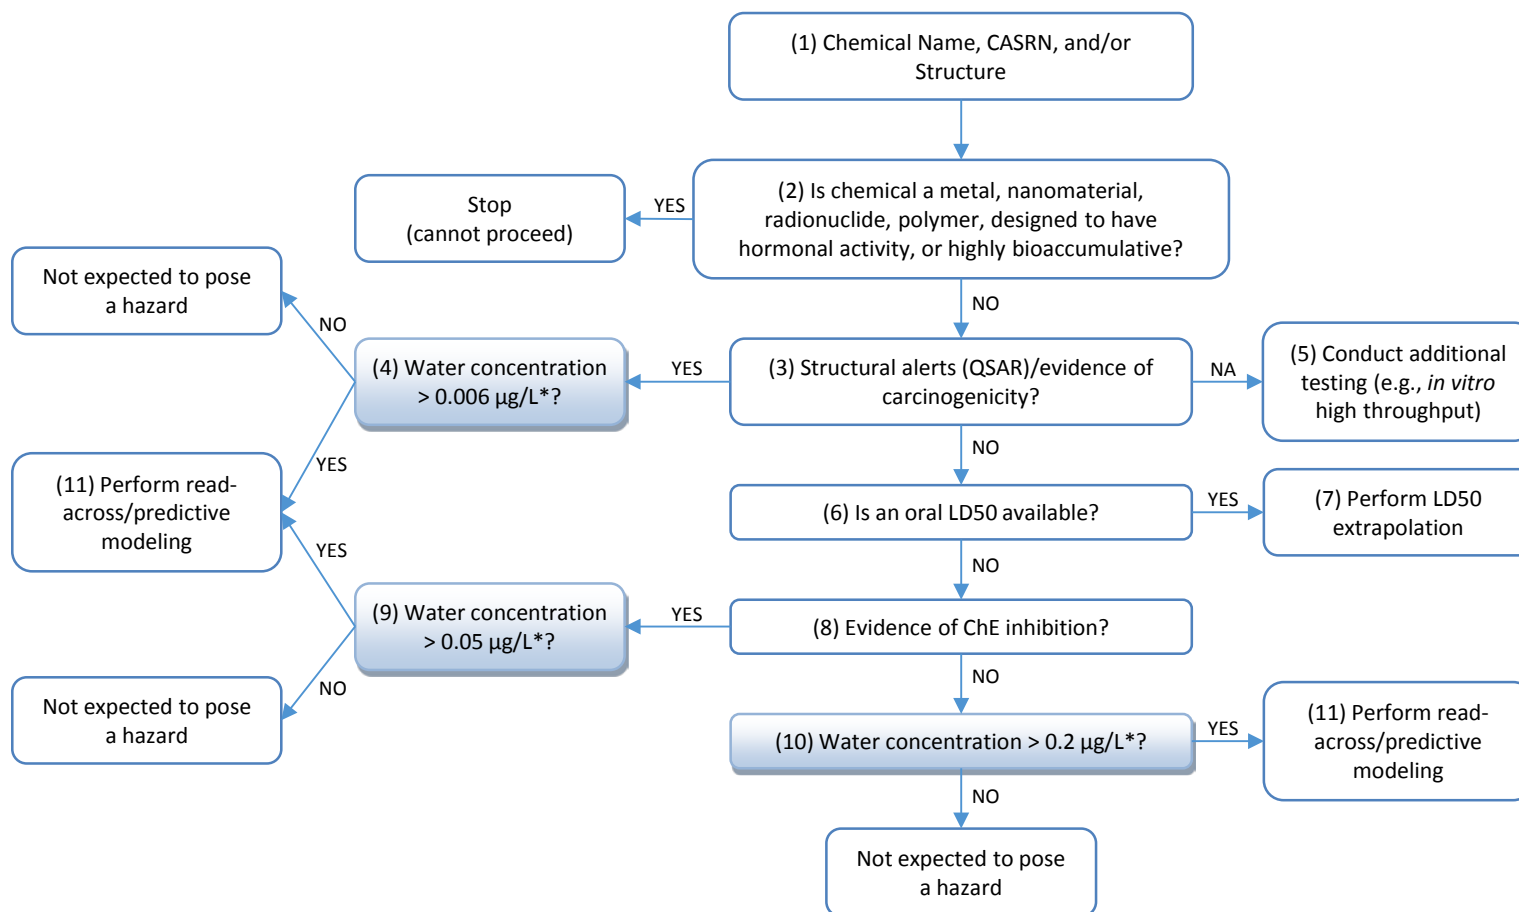 (1) Chemical Name, CASRN, and/or
Structure
(2) Is chemical a metal, nanomaterial,
radionuclide, polymer, designed to have
hormonal activity, or highly bioaccumulative?
YES
Stop
(cannot proceed)
NO
Not expected to pose
a hazard
NO
(4) Water concentration
> 0.006 µg/L*?
YES
(3) Structural alerts (QSAR)/evidence of
carcinogenicity?
NA
(5) Conduct additional
testing (e.g., in vitro
high throughput)
YES
NO
(11) Perform read-
across/predictive
modeling
(6) Is an oral LD50 available?
YES
(7) Perform LD50
extrapolation
YES
NO
(9) Water concentration
> 0.05 µg/L*?
YES
(8) Evidence of ChE inhibition?
NO
NO
Not expected to pose
a hazard
(10) Water concentration > 0.2 µg/L*?
YES
(11) Perform read-
across/predictive
modeling
NO
Not expected to pose
a hazard